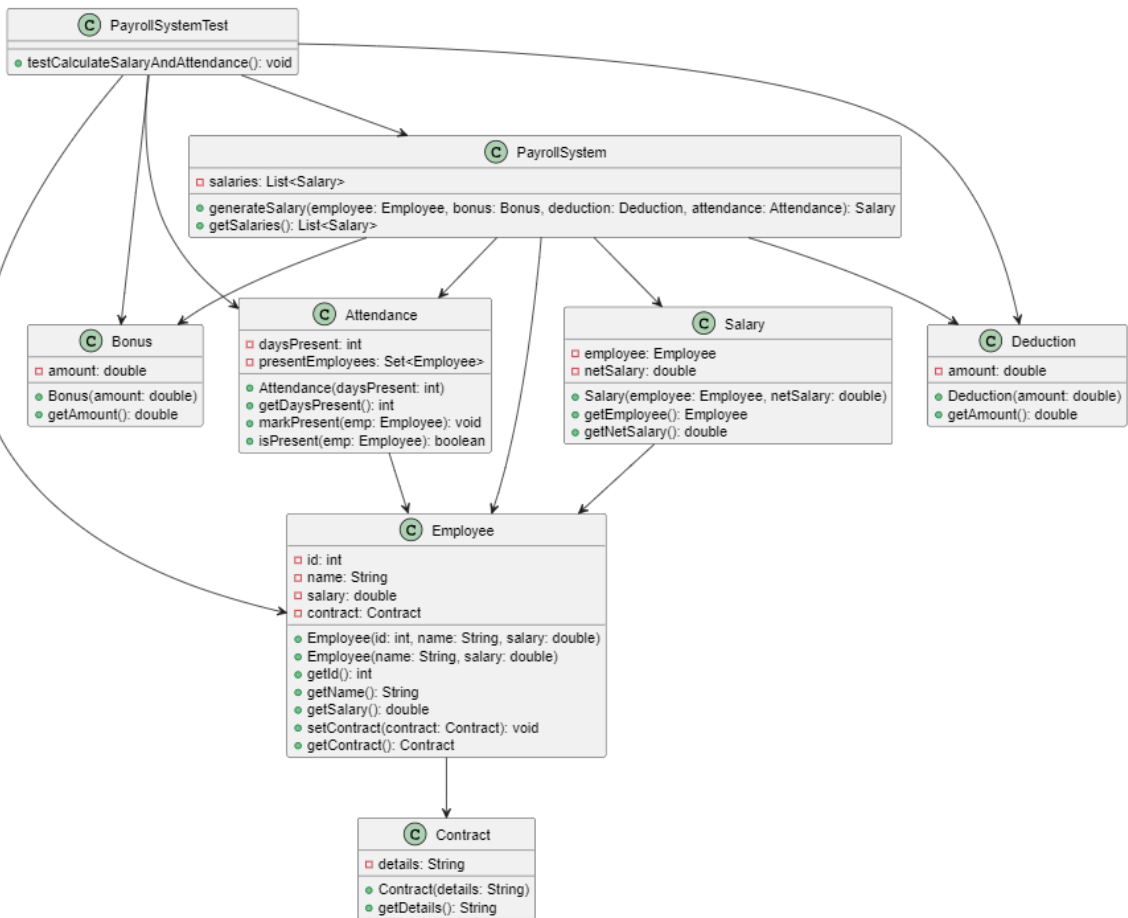 C PayrollSystemTest
testCalculateSalaryAndAttendance(): void
C PayrollSystem
salaries: List<Salary>
generateSalary(employee: Employee, bonus: Bonus, deduction: Deduction, attendance: Attendance): Salary
getSalaries(): List<Salary>
C Bonus
amount: double
Bonus(amount: double)
getAmount(): double
C Attendance
daysPresent: int
presentEmployees: Set<Employee>
Attendance(daysPresent: int)
getDaysPresent(): int
markPresent(emp: Employee): void
isPresent(emp: Employee): boolean
C Salary
employee: Employee
netSalary: double
Salary(employee: Employee, netSalary: double)
getEmployee(): Employee
getNetSalary(): double
C Deduction
amount: double
Deduction(amount: double)
getAmount(): double
C Employee
id: int
name: String
salary: double
contract: Contract
Employee(id: int, name: String, salary: double)
Employee(name: String, salary: double)
getId(): int
getName(): String
getSalary(): double
setContract(contract: Contract): void
getContract(): Contract
C Contract
details: String
Contract(details: String)
getDetails(): String